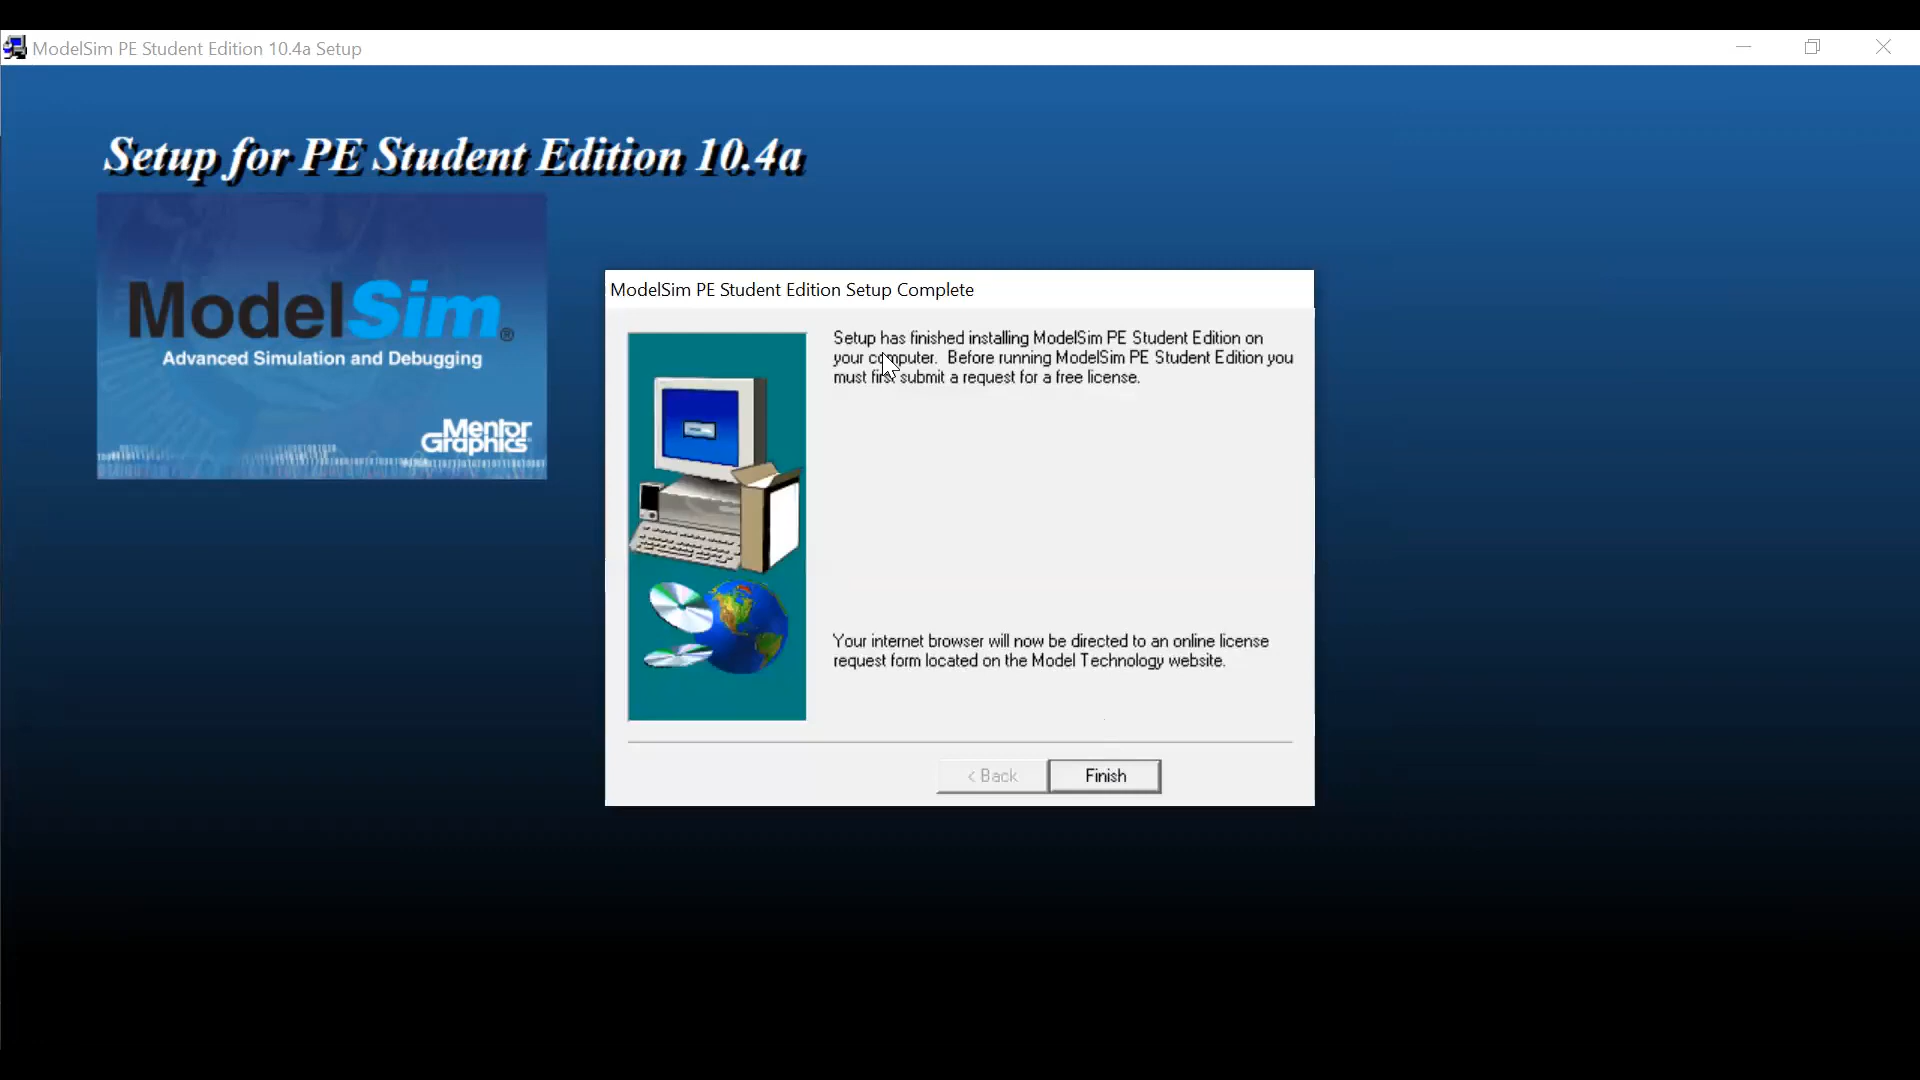 ModelSim PE Student Edition 10.4a Setup
Setup for PE Student Edition 10.4a
ModelSim®
Advanced Simulation and Debugging
Mentor
Graphics
ModelSim PE Student Edition Setup Complete
Setup has finished installing ModelSim PE Student Edition on
your computer.  Before running ModelSim PE Student Edition you
must first submit a request for a free license.
Your internet browser will now be directed to an online license
request form located on the Model Technology website.
< Back
Finish